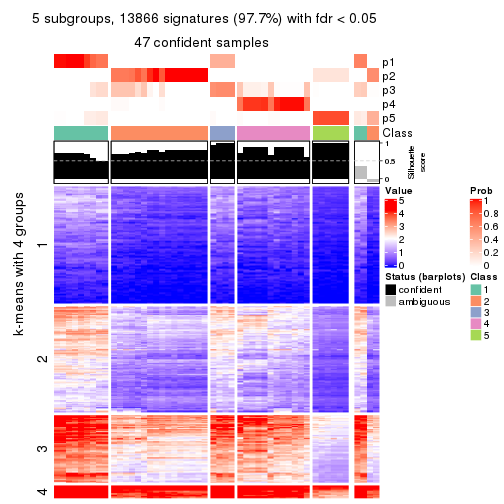 5 subgroups, 13866 signatures (97.7%) with fdr < 0.05
47 confident samples
p1
p2
p3
p4
p5
Class
1
0.5
0
Silhouette
score
k-means with 4 groups
1
2
3
4
Value
5
4
3
2
1
0
Prob
1
0.8
0.6
0.4
0.2
0
Status (barplots)
confident
ambiguous
Class
1
2
3
4
5